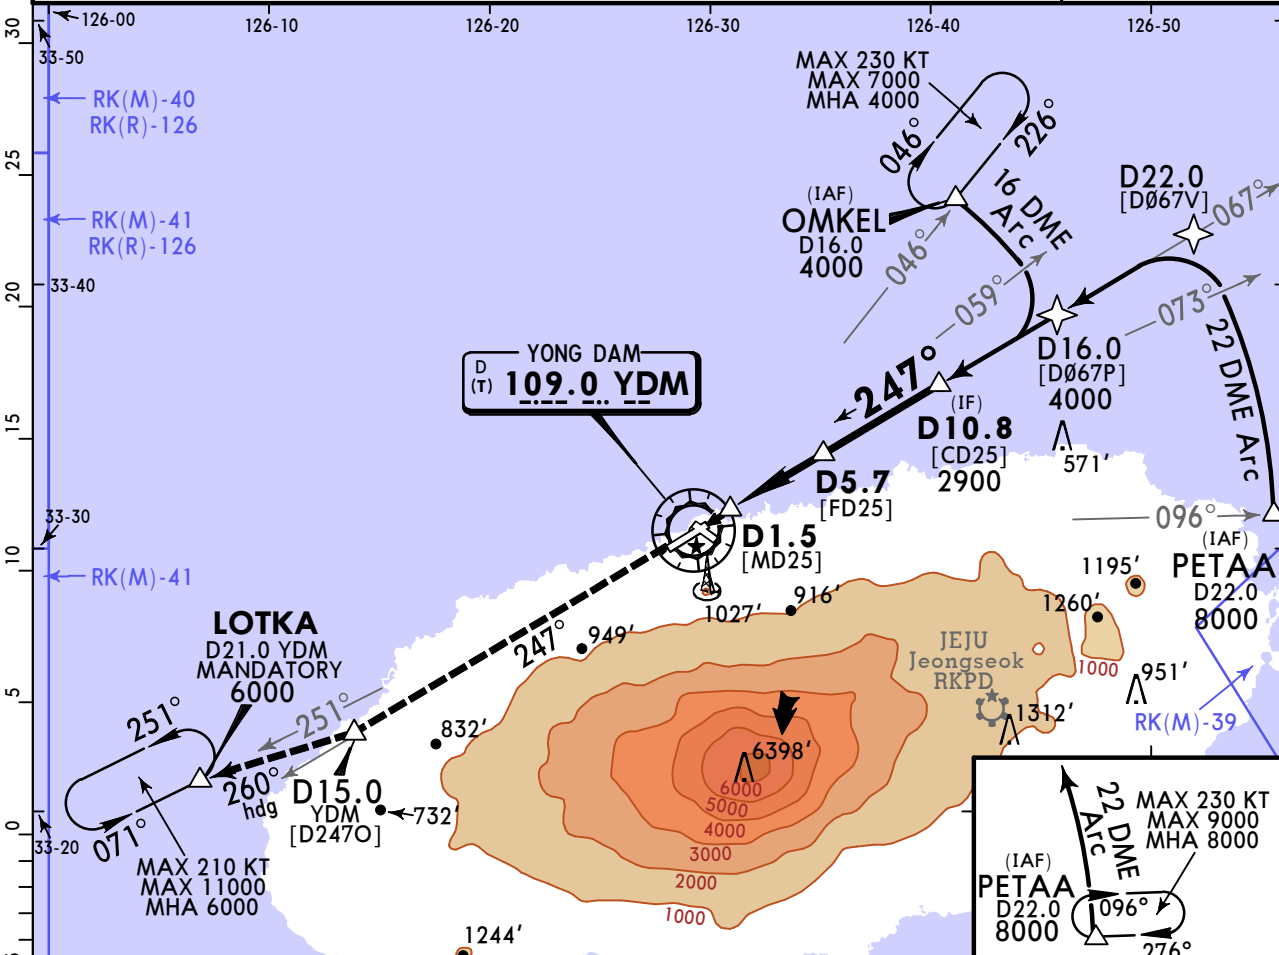 126-00
126-10
126-20
126-30
126-40
126-50
30
33-50
RK(M)-40
RK(R)-126
MAX 230 KT
MAX 7000
MHA 4000
046°
226°
25
RK(M)-41
RK(R)-126
(IAF)
OMKEL
D16.0
4000
16 DME
Arc
D22.0
[DØ67V]
067°
046°
059°
073°
33-40
20
D16.0
[DØ67P]
4000
22 DME Arc
YONG DAM
D
(T)
109.0 YDM
247°
(IF)
D10.8
[CD25]
2900
571'
15
D5.7
[FD25]
33-30
10
D1.5
[MD25]
096°
(IAF)
PETAA
D22.0
8000
RK(M)-41
1195'
1260'
1027'
916'
949'
247°
1000
951'
JEJU
Jeongseok
RKPD
1312'
RK(M)-39
LOTKA
D21.0 YDM
MANDATORY
6000
5
251°
251°
832'
6398'
6000
5000
4000
3000
2000
1000
260°
hdg
D15.0
YDM
[D247O]
732'
071°
0
33-20
MAX 210 KT
MAX 11000
MHA 6000
1244'
22 DME
Arc
MAX 230 KT
MAX 9000
MHA 8000
(IAF)
PETAA
D22.0
8000
096°
276°